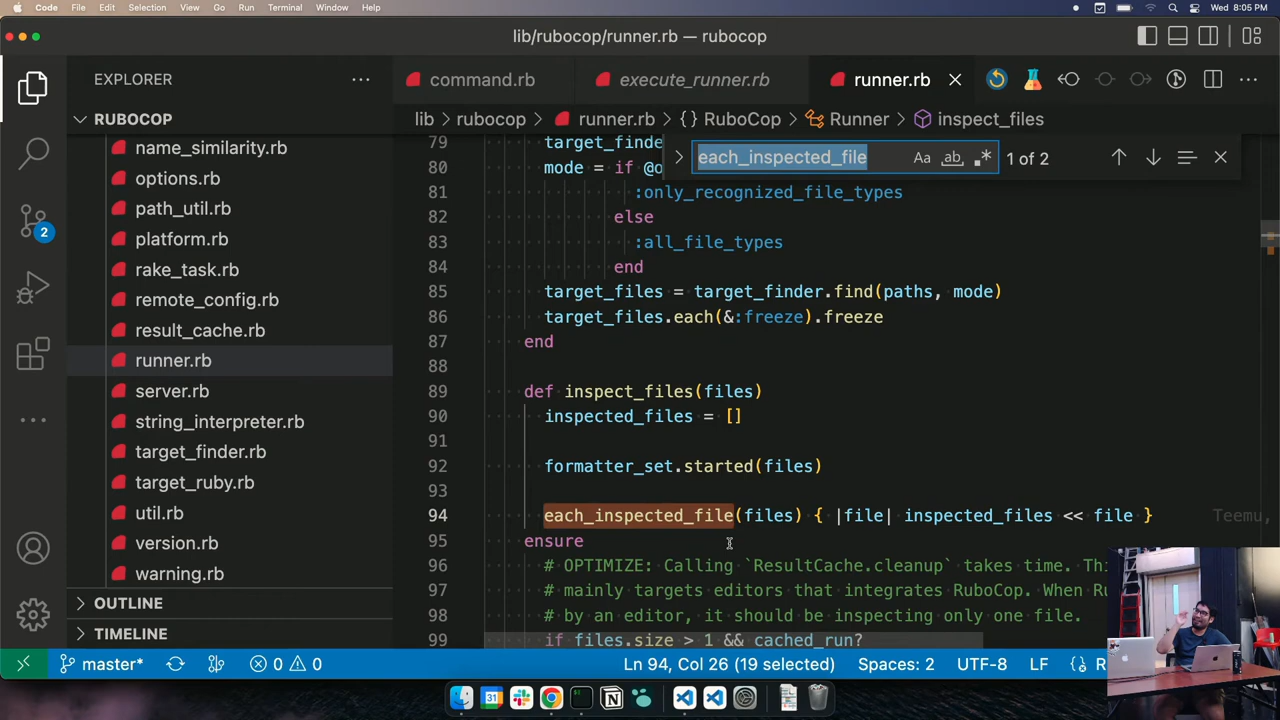 Code File Edit Selection View Go Run Terminal Window Help Wed 8:05 PM
lib/rubocop/runner.rb — rubocop
EXPLORER
command.rb execute_runner.rb runner.rb
RUBOCOP
lib > rubocop > runner.rb > {} RuboCop > Runner > inspect_files
each_inspected_file Aa ab 1 of 2
name_similarity.rb
options.rb
path_util.rb
platform.rb
rake_task.rb
remote_config.rb
result_cache.rb
runner.rb
server.rb
string_interpreter.rb
target_finder.rb
target_ruby.rb
util.rb
version.rb
warning.rb
OUTLINE
TIMELINE
2
79 target_finde
80 mode = if @o
81 :only_recognized_file_types
82 else
83 :all_file_types
84 end
85 target_files = target_finder.find(paths, mode)
86 target_files.each(&:freeze).freeze
87 end
88
89 def inspect_files(files)
90 inspected_files = []
91
92 formatter_set.started(files)
93
94 each_inspected_file(files) { |file| inspected_files << file } Teemu,
95 ensure
96 # OPTIMIZE: Calling `ResultCache.cleanup` takes time. Thi
97 # mainly targets editors that integrates RuboCop. When Ru
98 # by an editor, it should be inspecting only one file.
99 if files.size > 1 && cached_run?
master* 0 0 Ln 94, Col 26 (19 selected) Spaces: 2 UTF-8 LF {} R